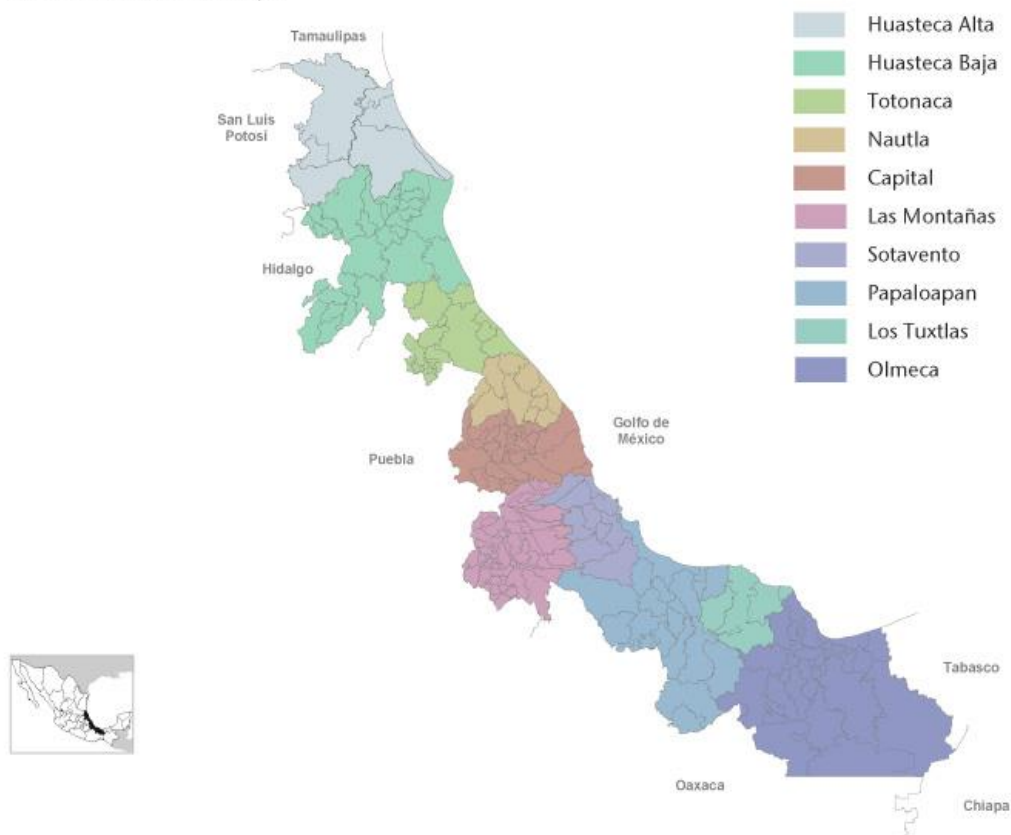 Huasteca Alta
Huasteca Baja
Totonaca
Nautla
Capital
Las Montañas
Sotavento
Papaloapan
Los Tuxtlas
Olmeca
Tamaulipas
San Luis
Potosí
Hidalgo
Golfo de
México
Puebla
Tabasco
Oaxaca
Chiapa